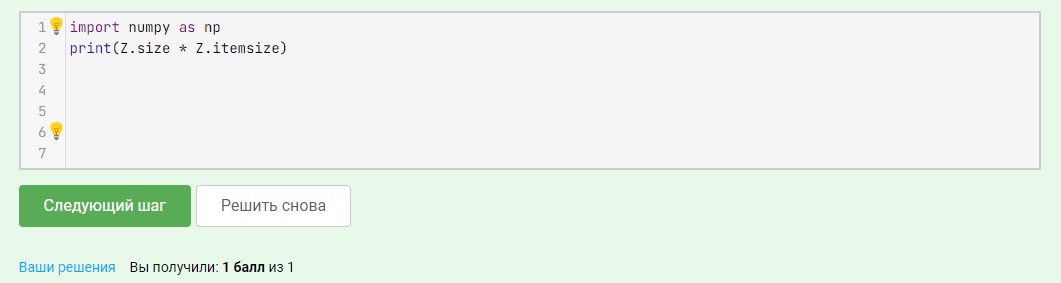 1 import numpy as np
2 print(Z.size * Z.itemsize)
3
4
5
6
7
Следующий шаг Решить снова
Ваши решения Вы получили: 1 балл из 1